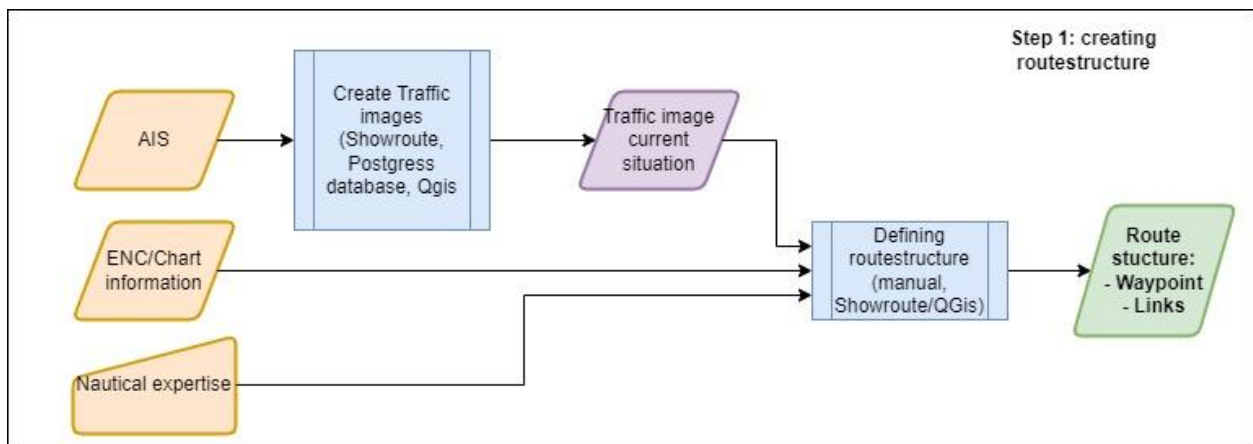 Step 1: creating
routestructure
AIS
Create Traffic
images
(Showroute,
Postgress
database, Qgis
Traffic image
current
situation
ENC/Chart
information
Nautical expertise
Defining
routestructure
(manual,
Showroute/QGis)
Route
stucture:
- Waypoint
- Links